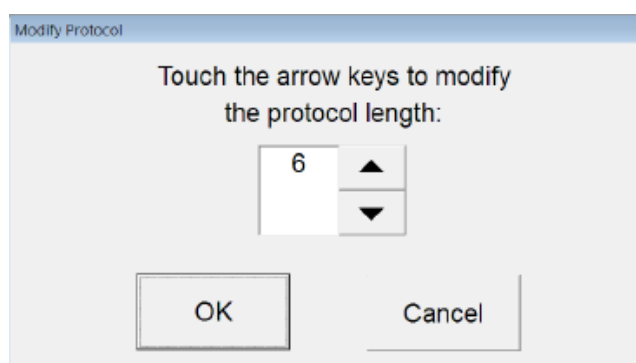 Modify Protocol
Touch the arrow keys to modify
the protocol length:
6
OK Cancel